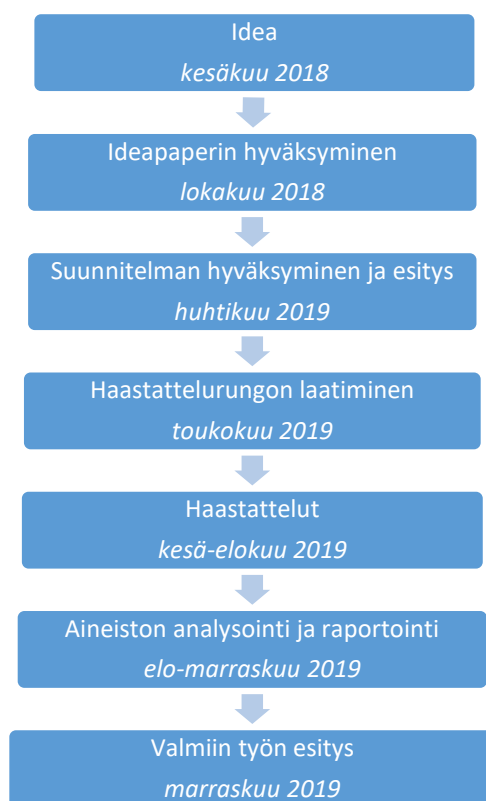 Idea
kesäkuu 2018
Ideapaperin hyväksyminen
lokakuu 2018
Suunnitelman hyväksyminen ja esitys
huhtikuu 2019
Haastattelurungon laatiminen
toukokuu 2019
Haastattelut
kesä-elokuu 2019
Aineiston analysointi ja raportointi
elo-marraskuu 2019
Valmiin työn esitys
marraskuu 2019